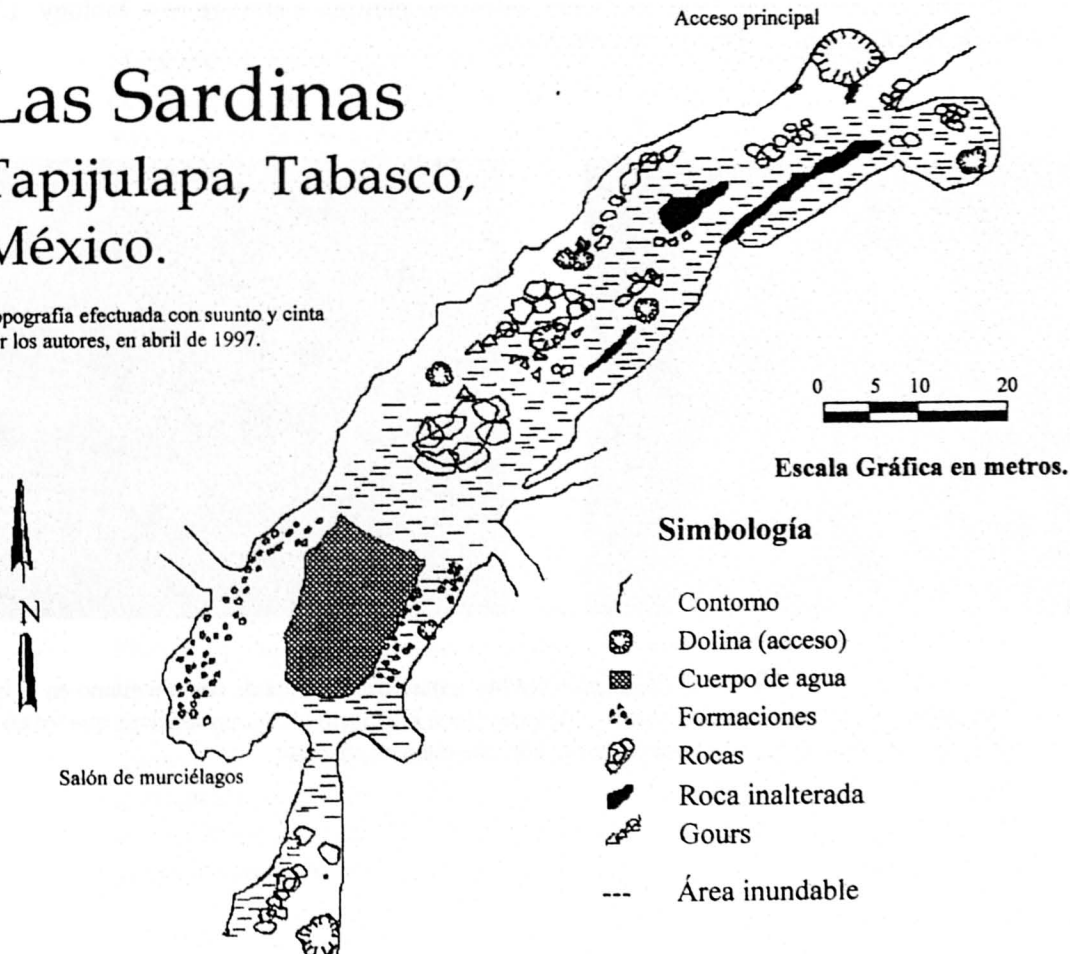 Acceso principal
Las Sardinas
Tapijulapa, Tabasco,
México.
opografía efectuada con suunto y cinta
r los autores, en abril de 1997.
0 5 10 20
Escala Gráfica en metros.
N
Simbología
Contorno
Dolina (acceso)
Cuerpo de agua
Formaciones
Rocas
Roca inalterada
Gours
Área inundable
Salón de murciélagos